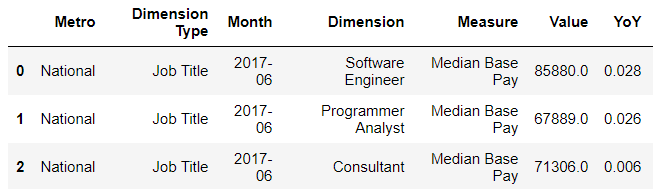 Metro Dimension Type Month Dimension Measure Value YoY
0 National Job Title 2017-06 Software Engineer Median Base Pay 85880.0 0.028
1 National Job Title 2017-06 Programmer Analyst Median Base Pay 67889.0 0.026
2 National Job Title 2017-06 Consultant Median Base Pay 71306.0 0.006